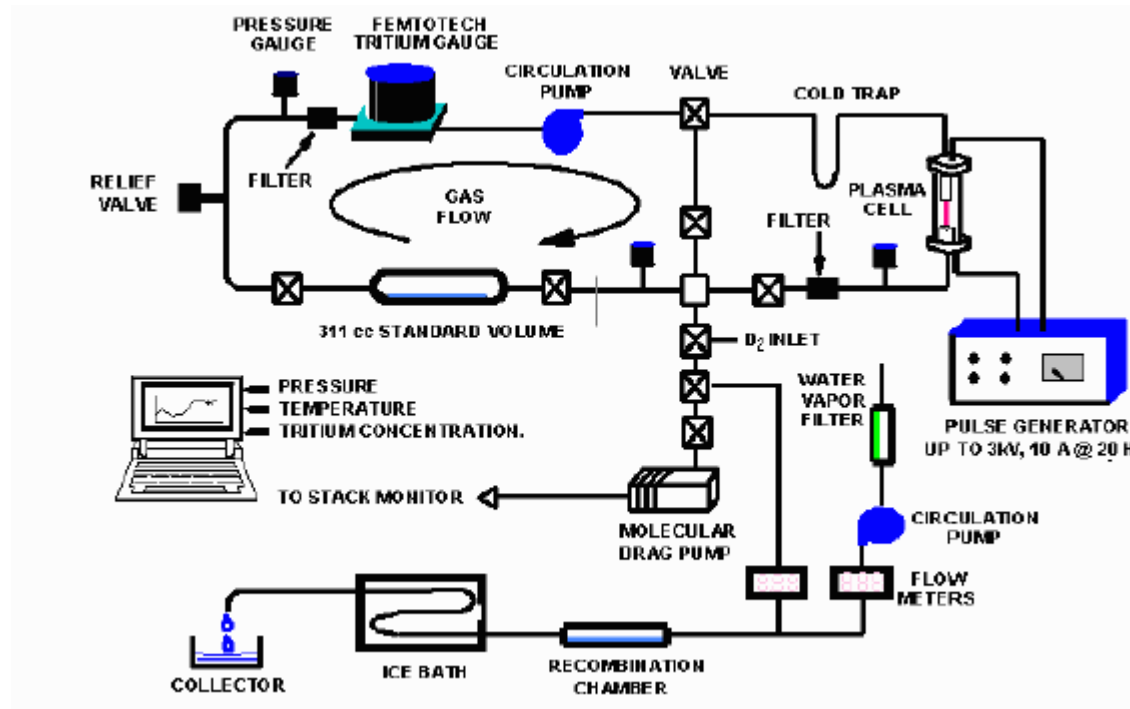 PRESSURE
GAUGE
FEMTOTECH
TRITIUM GAUGE
CIRCULATION
PUMP
VALVE
COLD TRAP
FILTER
RELIEF
VALVE
GAS
FLOW
PLASMA
CELL
FILTER
311 cc STANDARD VOLUME
D2 INLET
PRESSURE
TEMPERATURE
TRITIUM CONCENTRATION.
WATER
VAPOR
FILTER
PULSE GENERATOR
UP TO 3kV, 10 A @ 20 H
TO STACK MONITOR
MOLECULAR
DRAG PUMP
CIRCULATION
PUMP
FLOW
METERS
COLLECTOR
ICE BATH
RECOMBINATION
CHAMBER